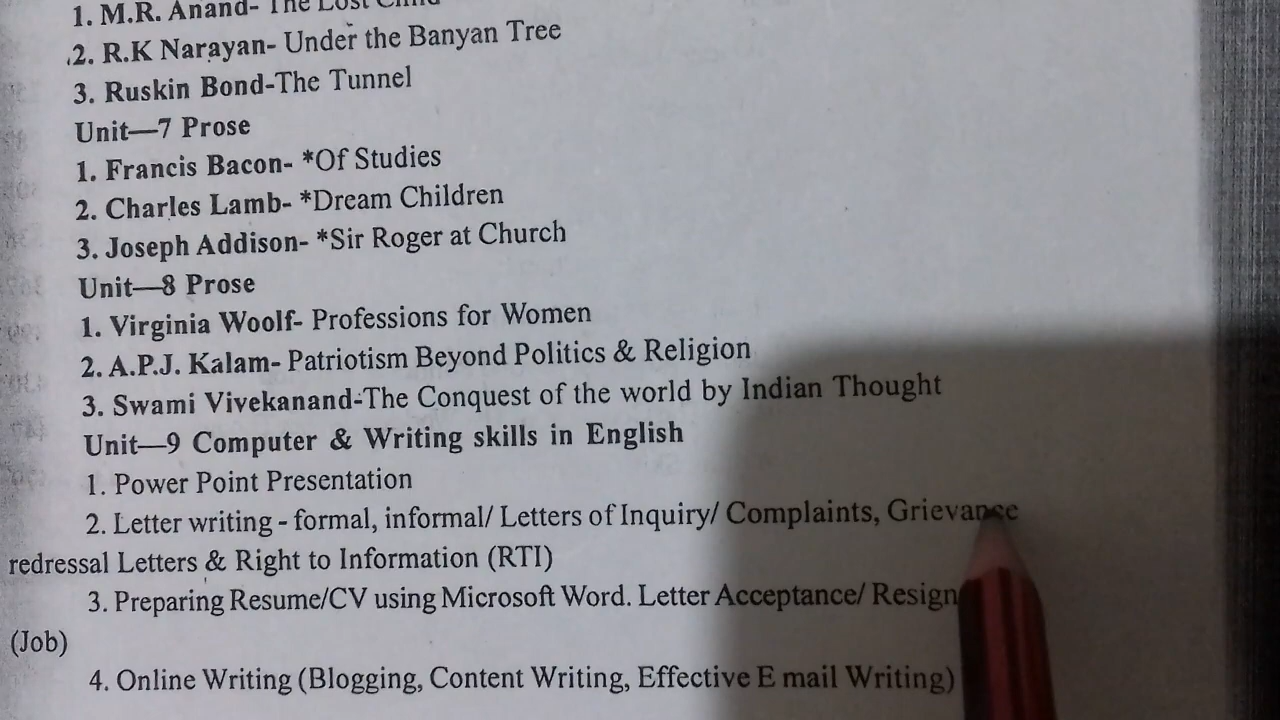 1. M.R. Anand- The Lost Child
2. R.K Narayan- Under the Banyan Tree
3. Ruskin Bond-The Tunnel
Unit—7 Prose
1. Francis Bacon- *Of Studies
2. Charles Lamb- *Dream Children
3. Joseph Addison- *Sir Roger at Church
Unit—8 Prose
1. Virginia Woolf- Professions for Women
2. A.P.J. Kalam- Patriotism Beyond Politics & Religion
3. Swami Vivekanand-The Conquest of the world by Indian Thought
Unit—9 Computer & Writing skills in English
1. Power Point Presentation
2. Letter writing - formal, informal/ Letters of Inquiry/ Complaints, Grievance
redressal Letters & Right to Information (RTI)
3. Preparing Resume/CV using Microsoft Word. Letter Acceptance/ Resign
(Job)
4. Online Writing (Blogging, Content Writing, Effective E mail Writing)